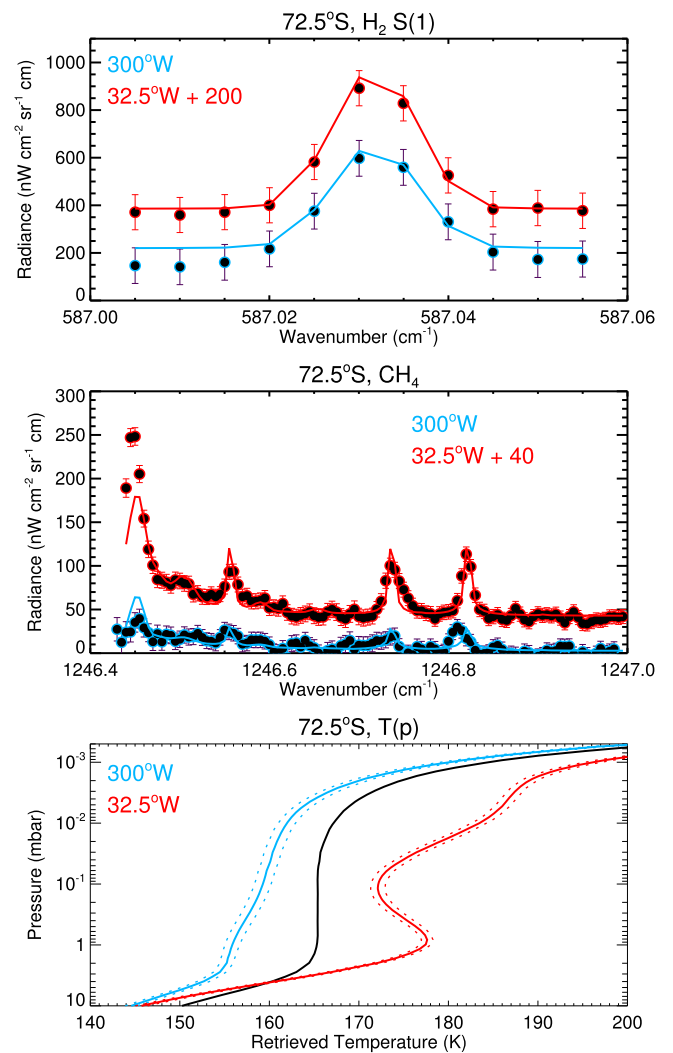 72.5°S, H₂ S(1)
300°W
32.5°W + 200
Radiance (nW cm⁻² sr⁻¹ cm)
1000
800
600
400
200
0
587.00 587.02 587.04 587.06
Wavenumber (cm⁻¹)
72.5°S, CH₄
300°W
32.5°W + 40
Radiance (nW cm⁻² sr⁻¹ cm)
300
250
200
150
100
50
0
1246.4 1246.6 1246.8 1247.0
Wavenumber (cm⁻¹)
72.5°S, T(p)
300°W
32.5°W
Pressure (mbar)
10⁻³
10⁻²
10⁻¹
1
10
140 150 160 170 180 190 200
Retrieved Temperature (K)